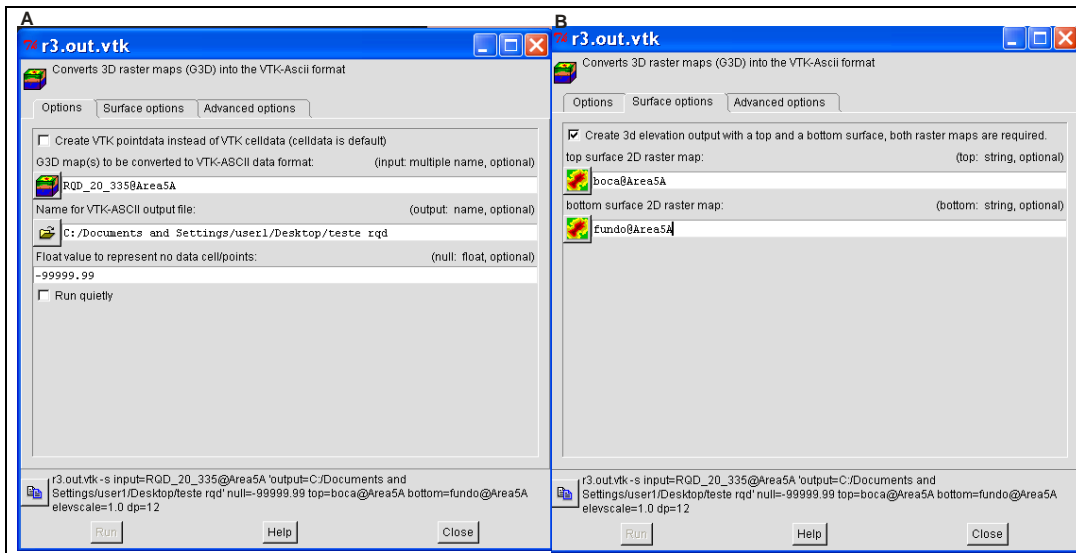 A
r3.out.vtk
Converts 3D raster maps (G3D) into the VTK-Ascii format
Options Surface options Advanced options
Create VTK pointdata instead of VTK celldata (celldata is default)
G3D map(s) to be converted to VTK-ASCII data format: (input: multiple name, optional)
RQD_20_335@Area5A
Name for VTK-ASCII output file: (output: name, optional)
C:/Documents and Settings/user1/Desktop/teste rqd
Float value to represent no data cell/points: (null: float, optional)
-99999.99
Run quietly
r3.out.vtk -s input=RQD_20_335@Area5A 'output=C:/Documents and
Settings/user1/Desktop/teste rqd' null=-99999.99 top=boca@Area5A bottom=fundo@Area5A
elevscale=1.0 dp=12
Run Help Close
B
r3.out.vtk
Converts 3D raster maps (G3D) into the VTK-Ascii format
Options Surface options Advanced options
Create 3d elevation output with a top and a bottom surface, both raster maps are required.
top surface 2D raster map: (top: string, optional)
boca@Area5A
bottom surface 2D raster map: (bottom: string, optional)
fundo@Area5A
r3.out.vtk -s input=RQD_20_335@Area5A 'output=C:/Documents and
Settings/user1/Desktop/teste rqd' null=-99999.99 top=boca@Area5A bottom=fundo@Area5A
elevscale=1.0 dp=12
Run Help Close